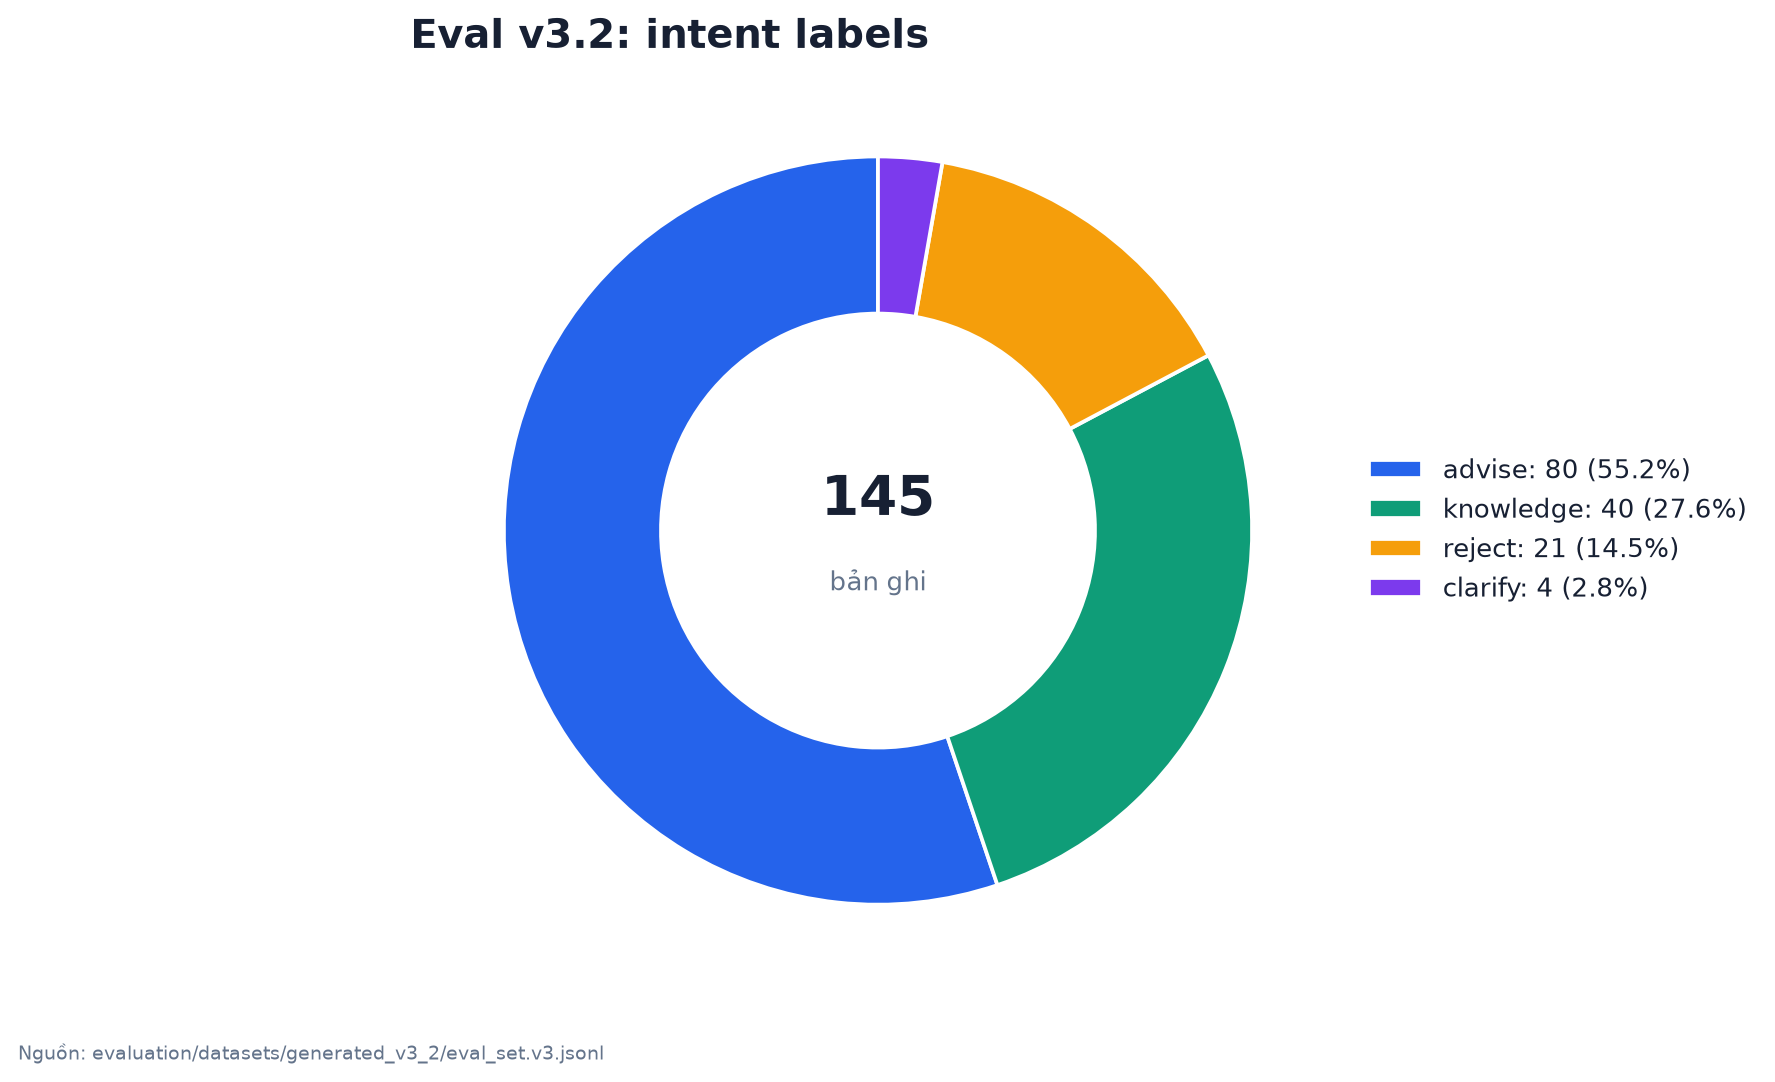 Eval v3.2: intent labels
145
bản ghi
advise: 80 (55.2%)
knowledge: 40 (27.6%)
reject: 21 (14.5%)
clarify: 4 (2.8%)
Nguồn: evaluation/datasets/generated_v3_2/eval_set.v3.jsonl